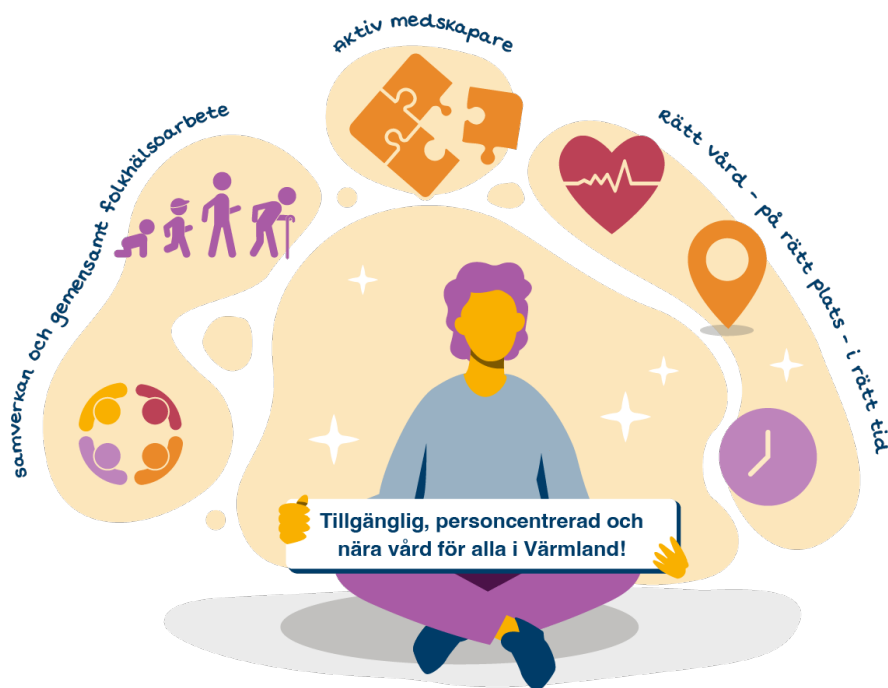 samverkan och gemensamt folkhälsoarbete
Aktiv medskapare
Rätt vård - på rätt plats - i rätt tid
Tillgänglig, personcentrerad och
nära vård för alla i Värmland!